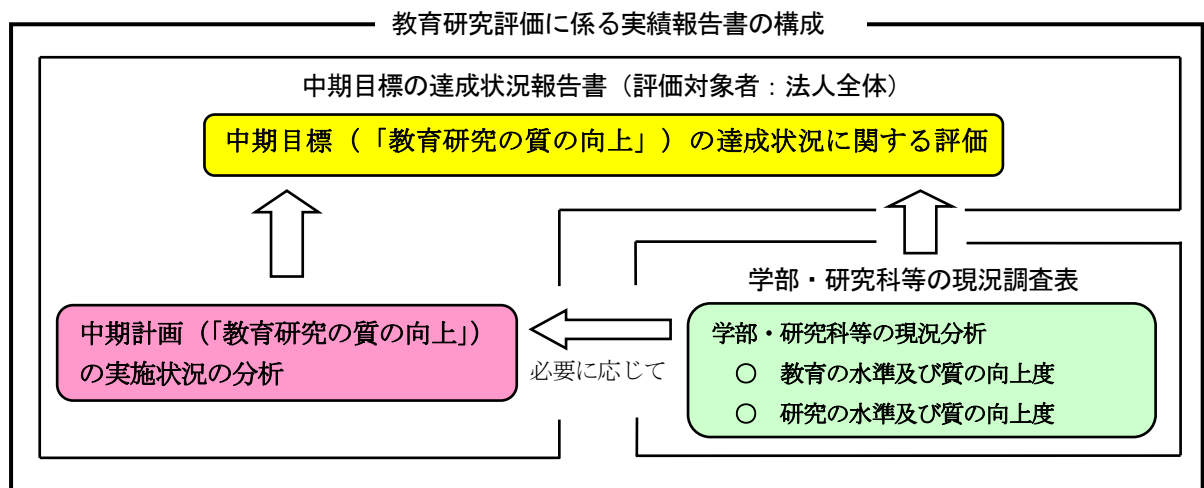 教育研究評価に係る実績報告書の構成
中期目標の達成状況報告書（評価対象者：法人全体）
中期目標（「教育研究の質の向上」）の達成状況に関する評価
学部・研究科等の現況調査表
中期計画（「教育研究の質の向上」）
の実施状況の分析
必要に応じて
学部・研究科等の現況分析
○　教育の水準及び質の向上度
○　研究の水準及び質の向上度